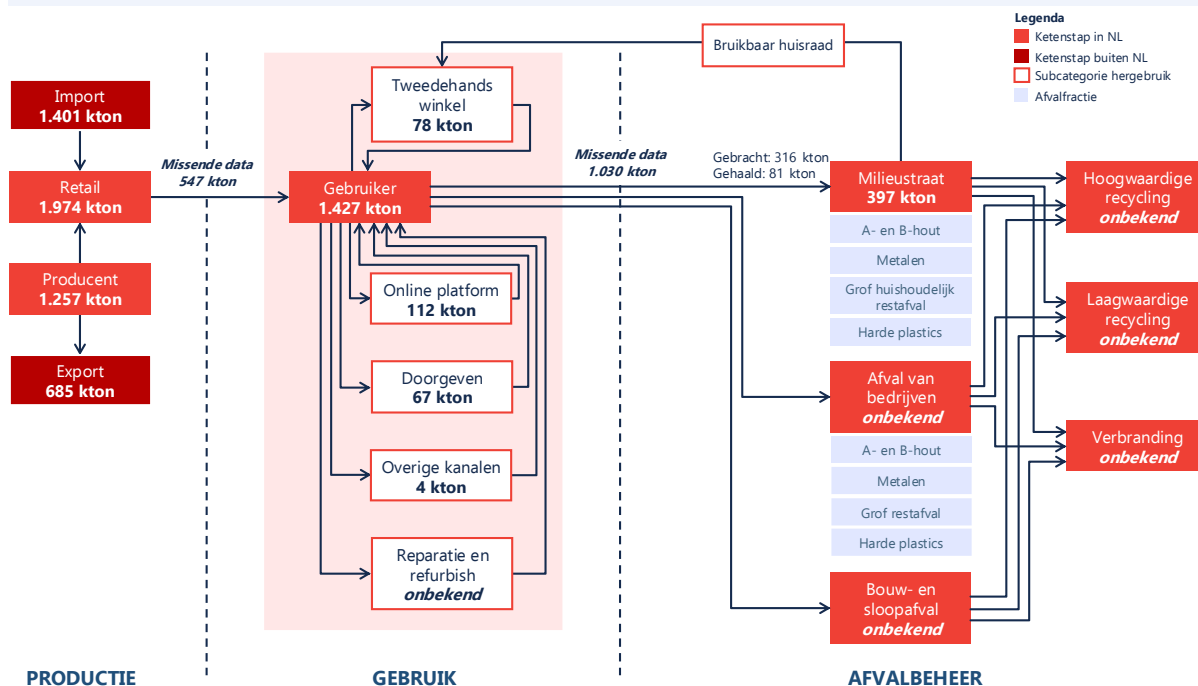 Legenda
Ketenstap in NL
Ketenstap buiten NL
Subcategorie hergebruik
Afvalfractie
Bruikbaar huisraad
Import
1.401 kton
Retail
1.974 kton
Producent
1.257 kton
Export
685 kton
Missende data
547 kton
Tweedehands
winkel
78 kton
Gebruiker
1.427 kton
Online platform
112 kton
Doorgeven
67 kton
Overige kanalen
4 kton
Reparatie en
refurbish
onbekend
Missende data
1.030 kton
Gebracht: 316 kton
Gehaald: 81 kton
Milieustraat
397 kton
A- en B-hout
Metalen
Grof huishoudelijk
restafval
Harde plastics
Afval van
bedrijven
onbekend
A- en B-hout
Metalen
Grof restafval
Harde plastics
Bouw- en
sloopafval
onbekend
Hoogwaardige
recycling
onbekend
Laagwaardige
recycling
onbekend
Verbranding
onbekend
PRODUCTIE
GEBRUIK
AFVALBEHEER